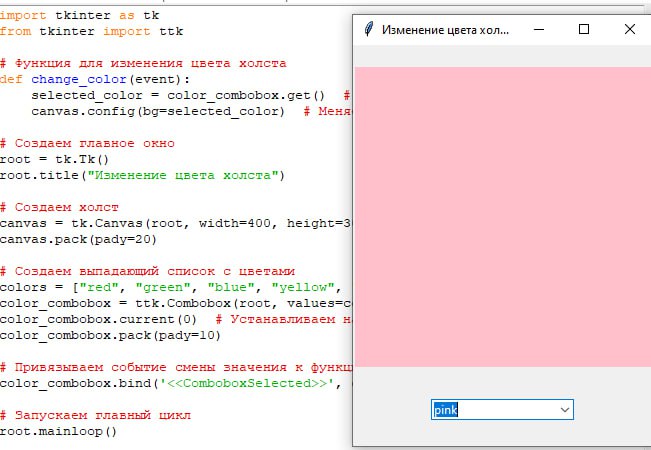 import tkinter as tk
from tkinter import ttk
# Функция для изменения цвета холста
def change_color(event):
selected_color = color_combobox.get() #
canvas.config(bg=selected_color) # Меня
# Создаем главное окно
root = tk.Tk()
root.title("Изменение цвета холста")
# Создаем холст
canvas = tk.Canvas(root, width=400, height=3
canvas.pack(pady=20)
# Создаем выпадающий список с цветами
colors = ["red", "green", "blue", "yellow", "
color_combobox = ttk.Combobox(root, values=c
color_combobox.current(0) # Устанавливаем на
color_combobox.pack(pady=10)
# Привязываем событие смены значения к функц
color_combobox.bind('<<ComboboxSelected>>',
# Запускаем главный цикл
root.mainloop()
Изменение цвета хол...
pink